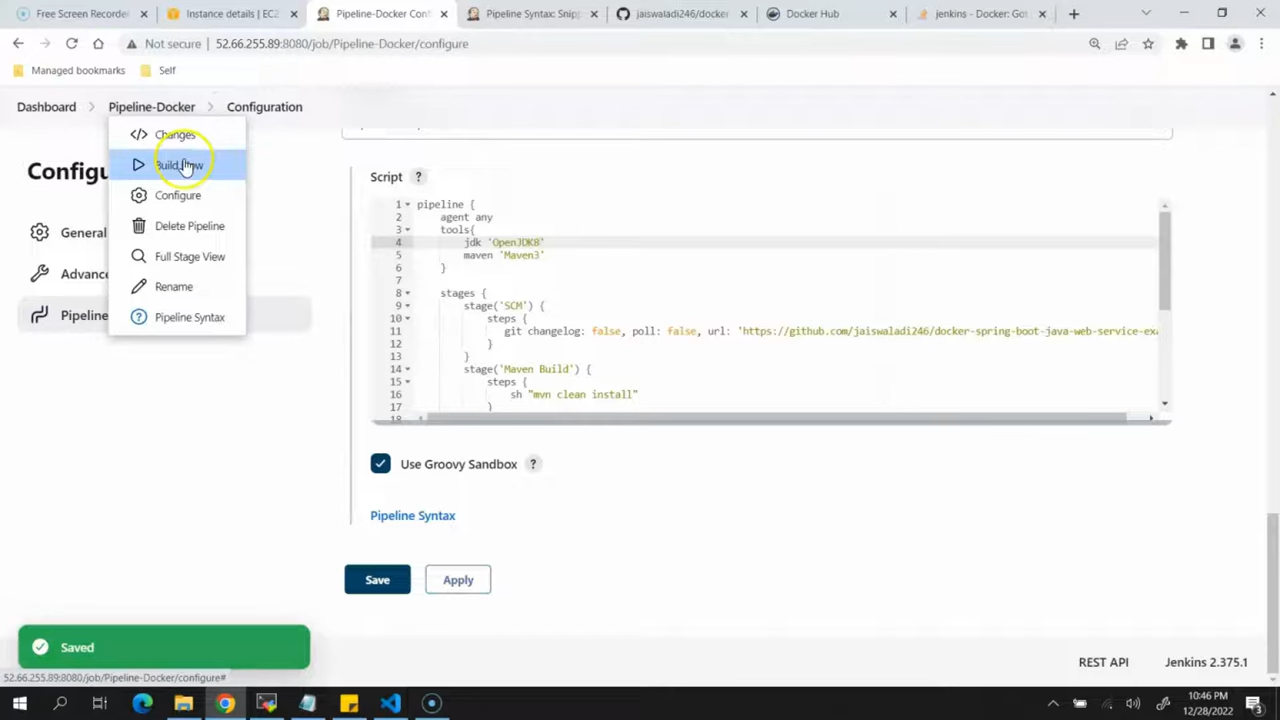 Free Screen Recorder
Instance details | EC2
Pipeline-Docker Con
Pipeline Syntax: Snip
jaiswaladi246/docker
Docker Hub
jenkins - Docker: Got
Not secure
52.66.255.89:8080/job/Pipeline-Docker/configure
Managed bookmarks
Self
Dashboard
Pipeline-Docker
Configuration
Changes
Build Now
Configure
Delete Pipeline
Full Stage View
Rename
Pipeline Syntax
Configu
General
Advanc
Pipeline
Script ?
1 pipeline {
2 agent any
3 tools{
4 jdk 'OpenJDK8'
5 maven 'Maven3'
6 }
7
8 stages {
9 stage('SCM') {
10 steps {
11 git changelog: false, poll: false, url: 'https://github.com/jaiswaladi246/docker-spring-boot-java-web-service-exa
12 }
13 }
14 stage('Maven Build') {
15 steps {
16 sh "mvn clean install"
17 }
18
Use Groovy Sandbox ?
Pipeline Syntax
Save
Apply
Saved
52.66.255.89:8080/job/Pipeline-Docker/configure#
REST API
Jenkins 2.375.1
10:46 PM
12/28/2022
3